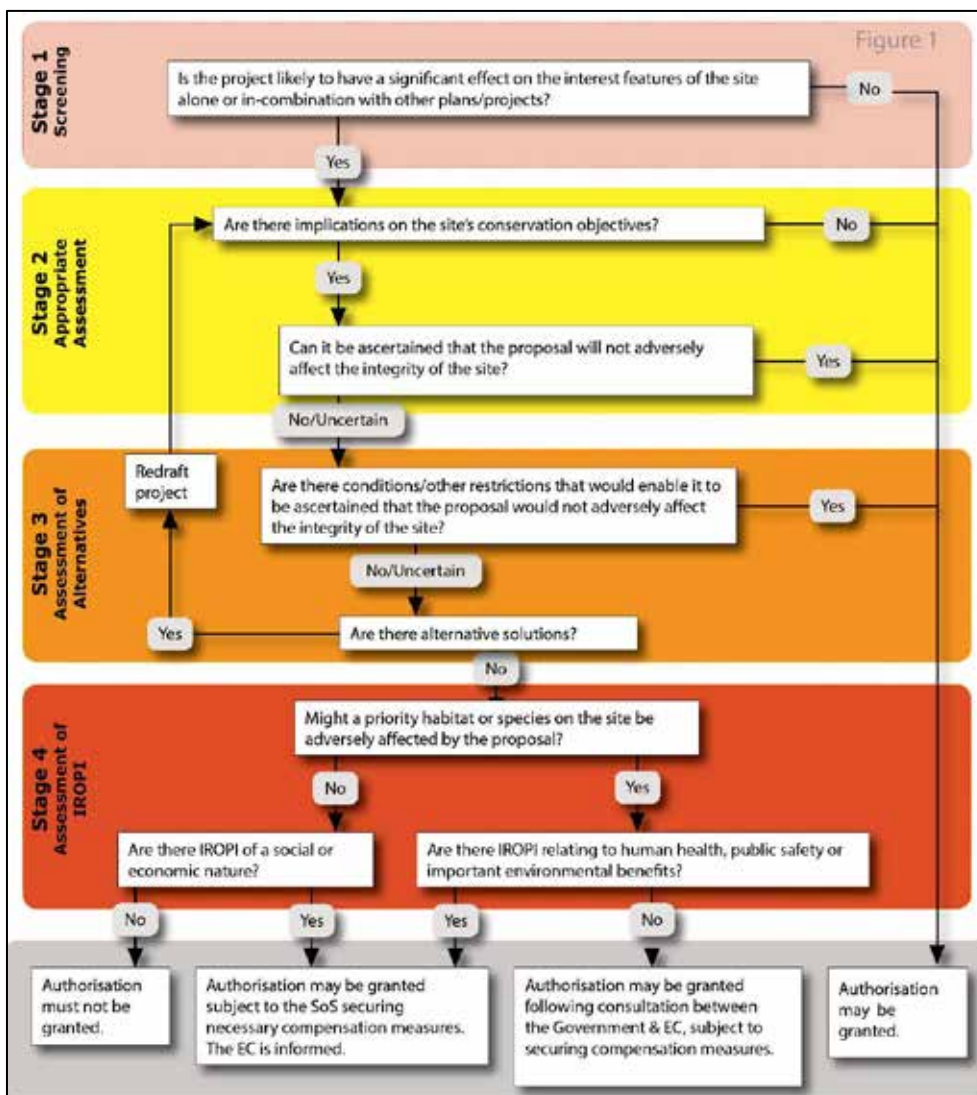 Figure 1
Stage 1
Screening
Is the project likely to have a significant effect on the interest features of the site
alone or in-combination with other plans/projects?
No
Yes
Stage 2
Appropriate
Assessment
Are there implications on the site's conservation objectives?
No
Yes
Can it be ascertained that the proposal will not adversely
affect the integrity of the site?
Yes
No/Uncertain
Stage 3
Assessment of
Alternatives
Redraft
project
Are there conditions/other restrictions that would enable it to
be ascertained that the proposal would not adversely affect
the integrity of the site?
Yes
No/Uncertain
Yes
Are there alternative solutions?
No
Stage 4
Assessment of
IROPI
Might a priority habitat or species on the site be
adversely affected by the proposal?
No
Yes
Are there IROPI of a social or
economic nature?
Are there IROPI relating to human health, public safety or
important environmental benefits?
No
Yes
Yes
No
Authorisation
must not be
granted.
Authorisation may be granted
subject to the SoS securing
necessary compensation measures.
The EC is informed.
Authorisation may be granted
following consultation between
the Government & EC, subject to
securing compensation measures.
Authorisation
may be
granted.